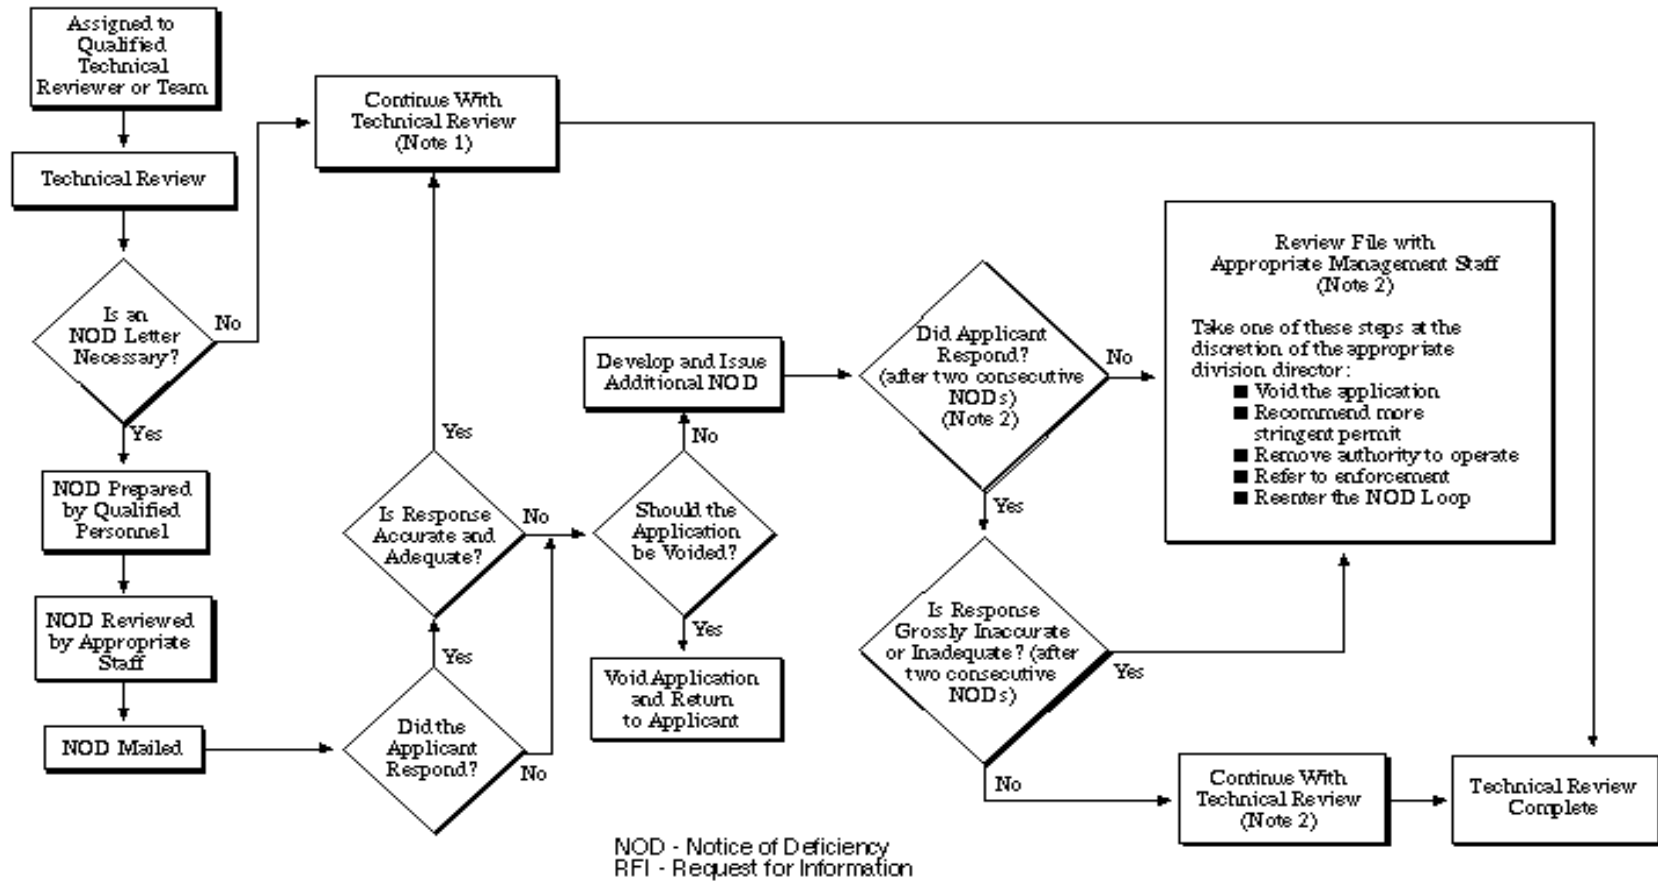 Assigned to
Qualified
Technical
Reviewer or Team
Technical Review
Is an
NOD Letter
Necessary?
No
Yes
NOD Prepared
by Qualified
Personnel
NOD Reviewed
by Appropriate
Staff
NOD Mailed
Continue With
Technical Review
(Note 1)
Yes
Is Response
Accurate and
Adequate?
No
Yes
Did the
Applicant
Respond?
No
Develop and Issue
Additional NOD
No
Should the
Application
be Voided?
Yes
Void Application
and Return
to Applicant
Did Applicant
Respond?
(after two consecutive
NODs)
(Note 2)
No
Yes
Is Response
Grossly Inaccurate
or Inadequate? (after
two consecutive
NODs)
Yes
No
Review File with
Appropriate Management Staff
(Note 2)
Take one of these steps at the
discretion of the appropriate
division director:
■ Void the application
■ Recommend more
stringent permit
■ Remove authority to operate
■ Refer to enforcement
■ Reenter the NOD Loop
Continue With
Technical Review
(Note 2)
Technical Review
Complete
NOD - Notice of Deficiency
RFI - Request for Information